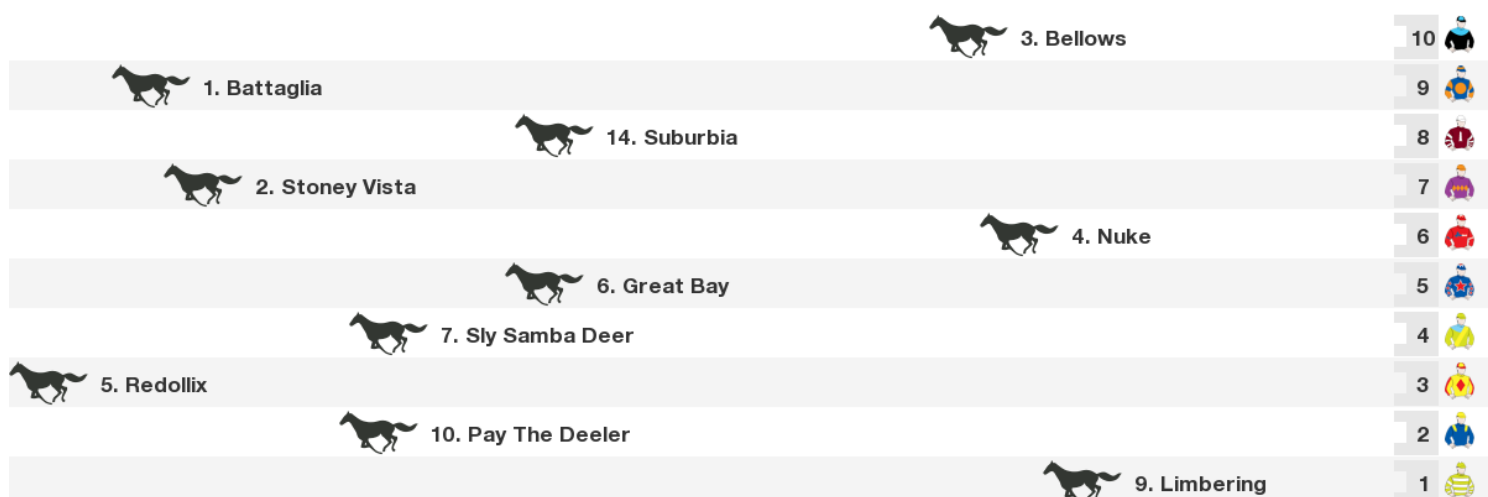 3. Bellows 10
1. Battaglia 9
14. Suburbia 8
2. Stoney Vista 7
4. Nuke 6
6. Great Bay 5
7. Sly Samba Deer 4
5. Redollix 3
10. Pay The Deeler 2
9. Limbering 1